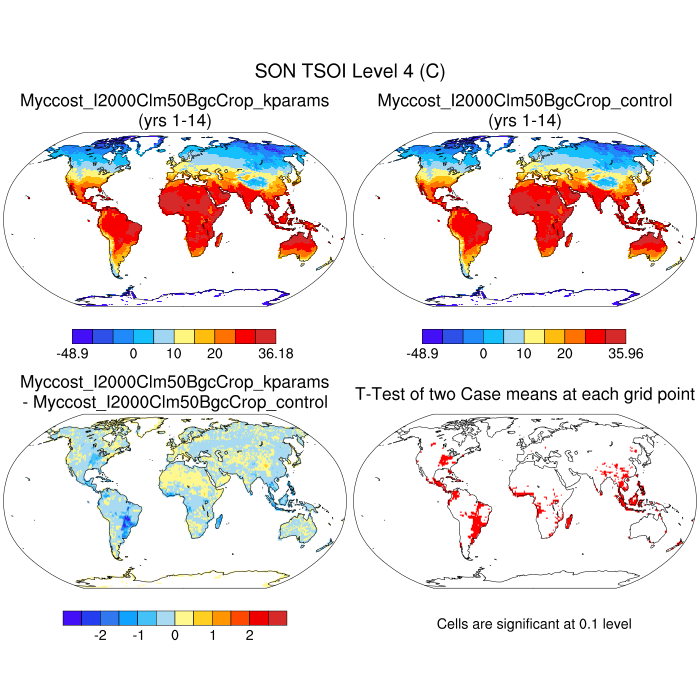 SON TSOI Level 4 (C)
Myccost_I2000Clm50BgcCrop_kparams
(yrs 1-14)
Myccost_I2000Clm50BgcCrop_control
(yrs 1-14)
-48.9 0 10 20 36.18
-48.9 0 10 20 35.96
Myccost_I2000Clm50BgcCrop_kparams
- Myccost_I2000Clm50BgcCrop_control
T-Test of two Case means at each grid point
-2 -1 0 1 2
Cells are significant at 0.1 level